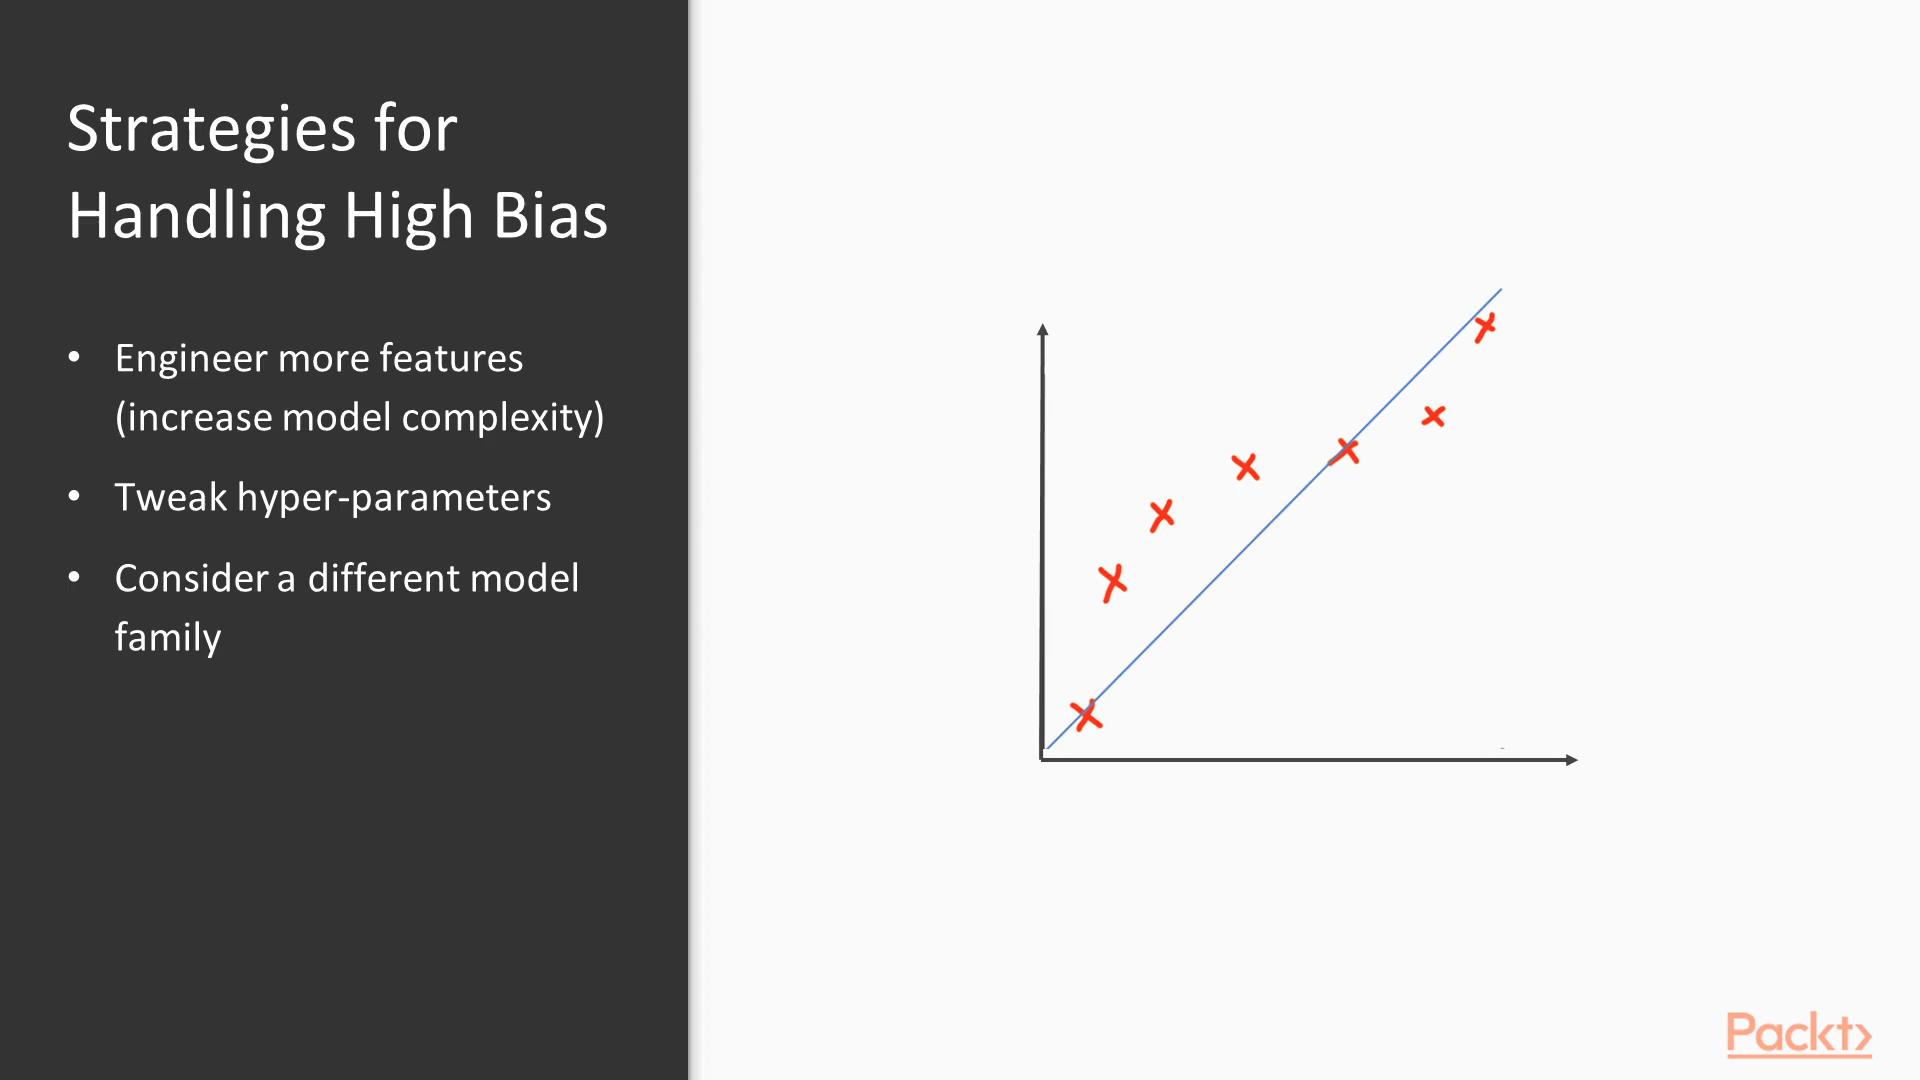 Strategies for
Handling High Bias
• Engineer more features
(increase model complexity)
• Tweak hyper-parameters
• Consider a different model
family
Packt>